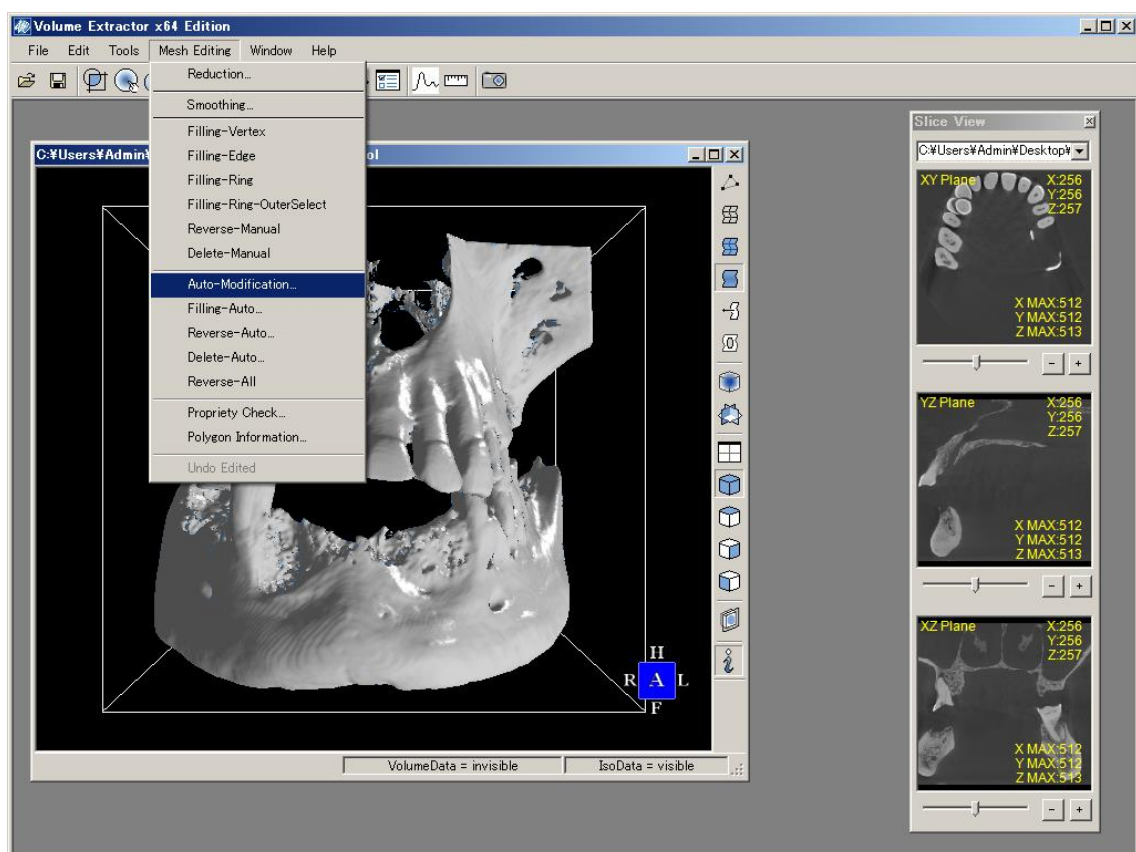 Volume Extractor x64 Edition
File Edit Tools Mesh Editing Window Help
Reduction...
Smoothing...
Filling-Vertex
Filling-Edge
Filling-Ring
Filling-Ring-OuterSelect
Reverse-Manual
Delete-Manual
Auto-Modification...
Filling-Auto...
Reverse-Auto...
Delete-Auto...
Reverse-All
Propriety Check...
Polygon Information...
Undo Edited
C:¥Users¥Admin¥
ol
H
R A L
F
VolumeData = invisible
IsoData = visible
Slice View
C:¥Users¥Admin¥Desktop¥
XY Plane X:256
Y:256
Z:257
X MAX:512
Y MAX:512
Z MAX:513
- +
YZ Plane X:256
Y:256
Z:257
X MAX:512
Y MAX:512
Z MAX:513
- +
XZ Plane X:256
Y:256
Z:257
X MAX:512
Y MAX:512
Z MAX:513
- +